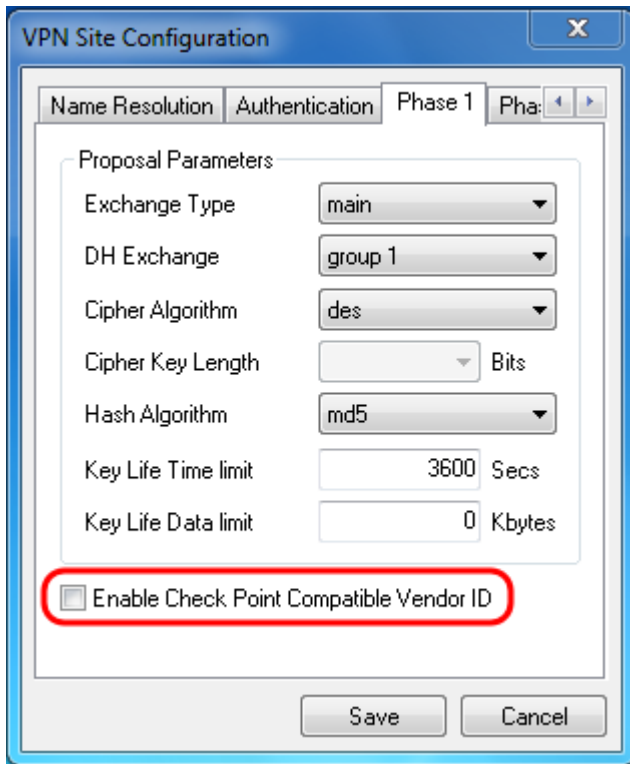 VPN Site Configuration
Name Resolution Authentication Phase 1 Pha:
Proposal Parameters
Exchange Type main
DH Exchange group 1
Cipher Algorithm des
Cipher Key Length Bits
Hash Algorithm md5
Key Life Time limit 3600 Secs
Key Life Data limit 0 Kbytes
Enable Check Point Compatible Vendor ID
Save Cancel